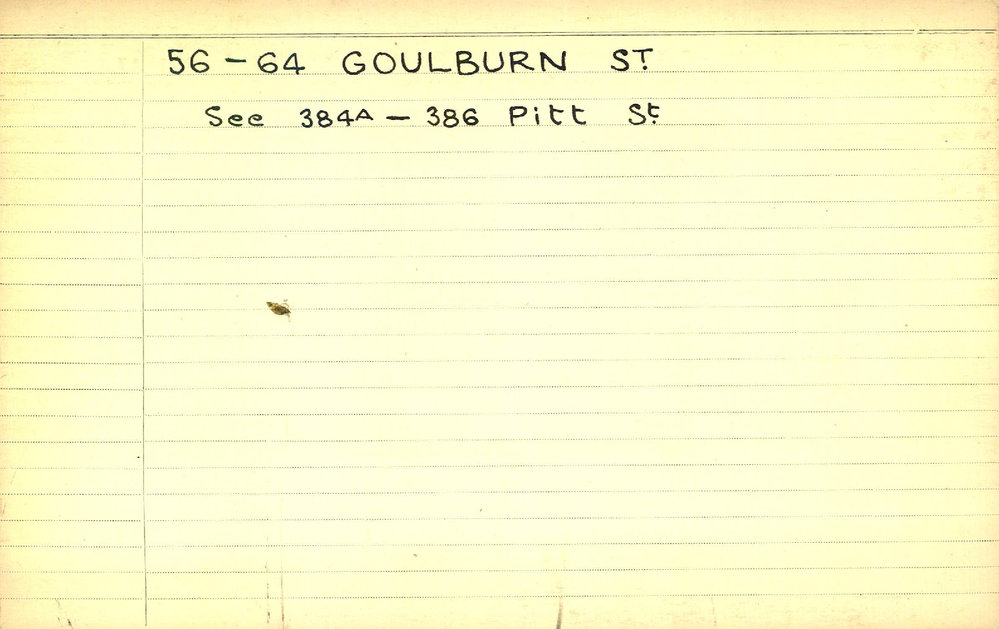 56 - 64 GOULBURN ST
See 384A - 386 Pitt St